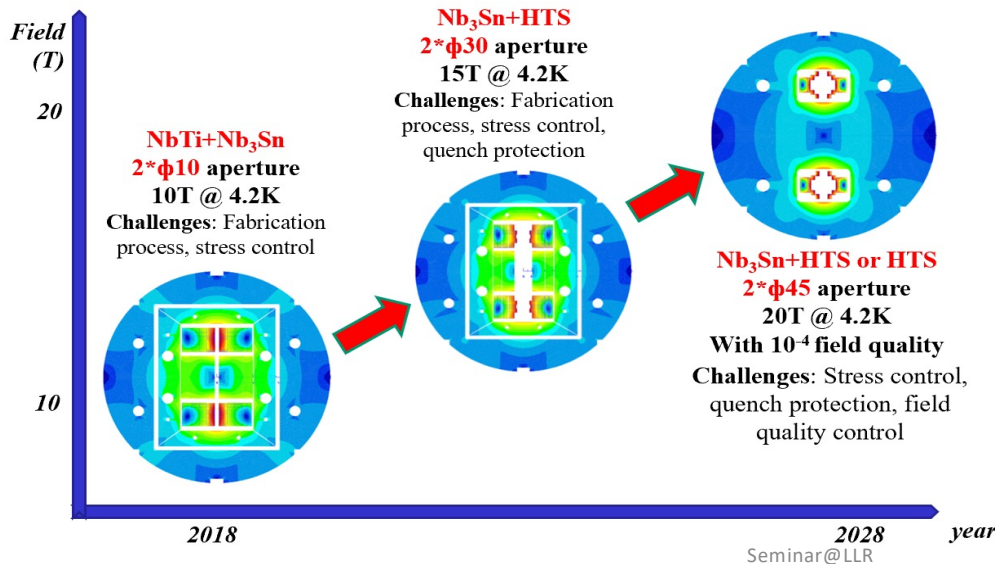 Field
(T)
20
10
NbTi+Nb₃Sn
2*ϕ10 aperture
10T @ 4.2K
Challenges: Fabrication
process, stress control
Nb₃Sn+HTS
2*ϕ30 aperture
15T @ 4.2K
Challenges: Fabrication
process, stress control,
quench protection
Nb₃Sn+HTS or HTS
2*ϕ45 aperture
20T @ 4.2K
With 10⁻⁴ field quality
Challenges: Stress control,
quench protection, field
quality control
2018
2028
year
Seminar@LLR